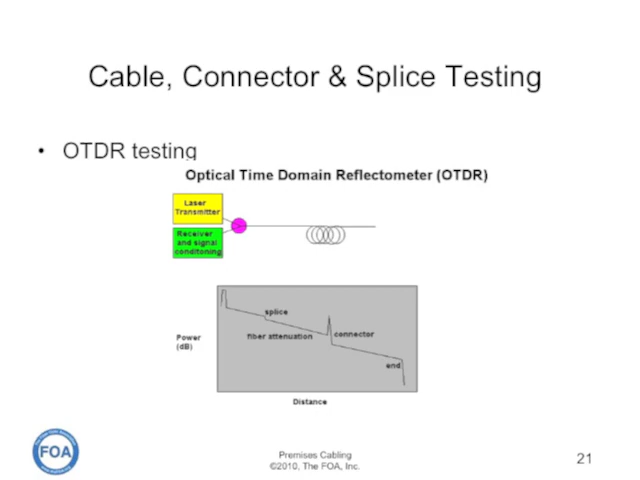 Cable, Connector & Splice Testing
• OTDR testing
Optical Time Domain Reflectometer (OTDR)
Laser
Transmitter
Receiver
and signal
conditoning
splice
Power
(dB)
fiber attenuation
connector
end
Distance
FOA
Premises Cabling
©2010, The FOA, Inc.
21